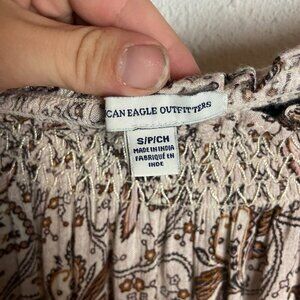 CAN EAGLE OUTFITTERS
S/P/CH
MADE IN INDIA
FABRIQUÉ EN
INDE